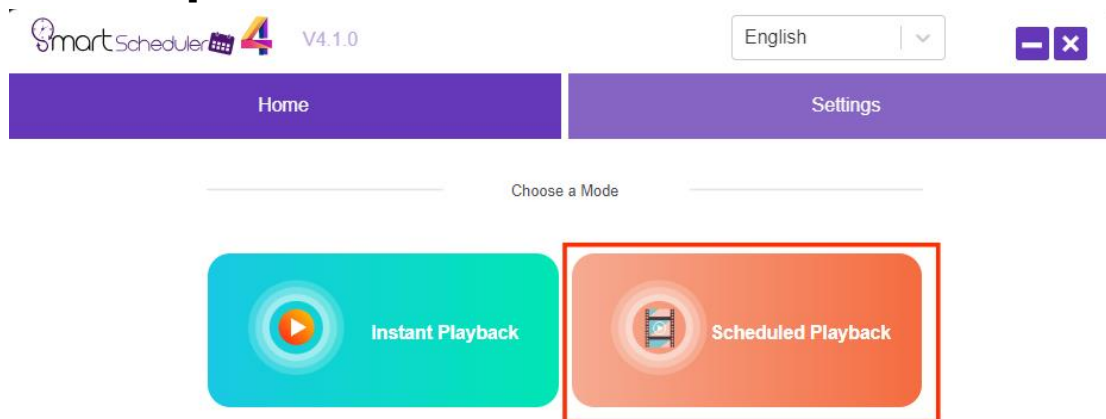 Smart Scheduler 4 V4.1.0 English
Home Settings
Choose a Mode
Instant Playback Scheduled Playback